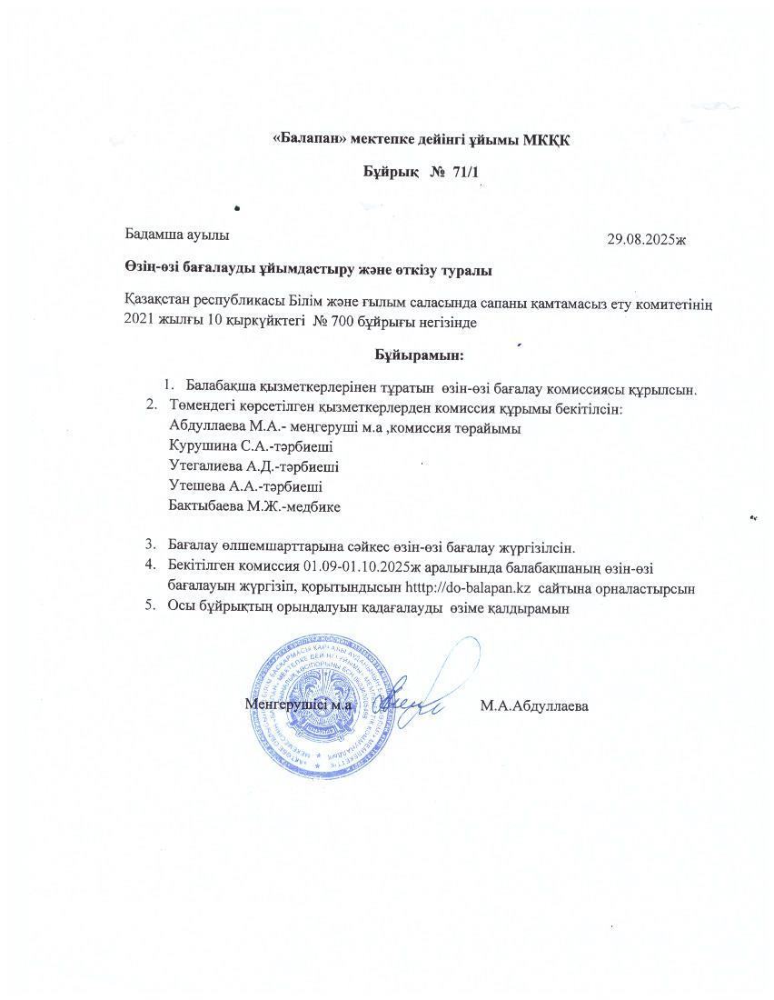 «Балапан» мектепке дейінгі ұйымы МКҚК
Бұйрық № 71/1
Бадамша ауылы 29.08.2025ж
Өзің-өзі бағалауды ұйымдастыру және өткізу туралы
Қазақстан республикасы Білім және ғылым саласында сапаны қамтамасыз ету комитетінің
2021 жылғы 10 қыркүйктегі № 700 бұйрығы негізінде
Бұйырамын:
1. Балабақша қызметкерлерінен тұратын өзін-өзі бағалау комиссиясы құрылсын.
2. Төмендегі көрсетілген қызметкерлерден комиссия құрымы бекітілсін:
Абдуллаева М.А.- меңгеруші м.а ,комиссия төрайымы
Курушина С.А.-тәрбиеші
Утегалиева А.Д.-тәрбиеші
Утешева А.А.-тәрбиеші
Бактыбаева М.Ж.-медбике
3. Бағалау өлшемшарттарына сәйкес өзін-өзі бағалау жүргізілсін.
4. Бекітілген комиссия 01.09-01.10.2025ж аралығында балабақшаның өзін-өзі
бағалауын жүргізіп, қорытындысын htttp://do-balapan.kz сайтына орналастырсын
5. Осы бұйрықтың орындалуын қадағалауды өзіме қалдырамын
Меңгерушісі м.а М.А.Абдуллаева